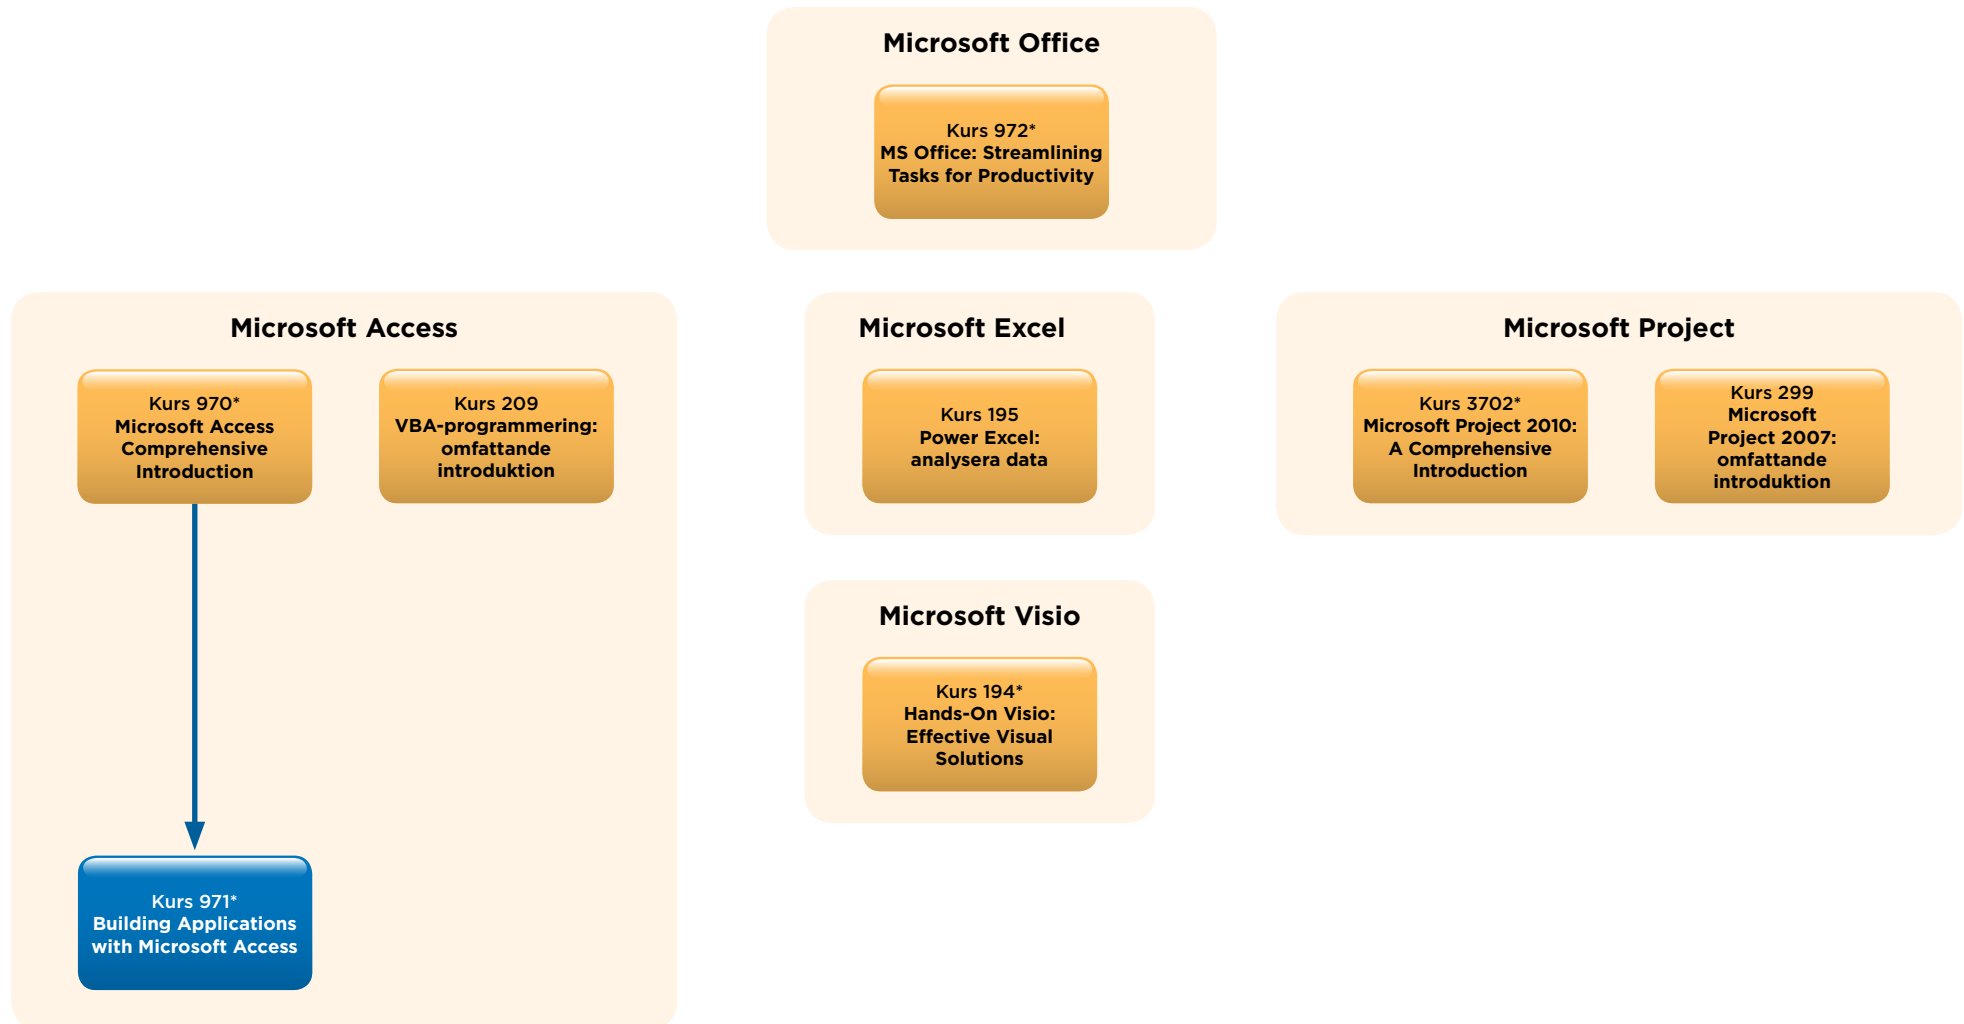 Microsoft Office
Kurs 972*
MS Office: Streamlining
Tasks for Productivity
Microsoft Access
Kurs 970*
Microsoft Access
Comprehensive
Introduction
Kurs 209
VBA-programmering:
omfattande
introduktion
Kurs 971*
Building Applications
with Microsoft Access
Microsoft Excel
Kurs 195
Power Excel:
analysera data
Microsoft Visio
Kurs 194*
Hands-On Visio:
Effective Visual
Solutions
Microsoft Project
Kurs 3702*
Microsoft Project 2010:
A Comprehensive
Introduction
Kurs 299
Microsoft
Project 2007:
omfattande
introduktion